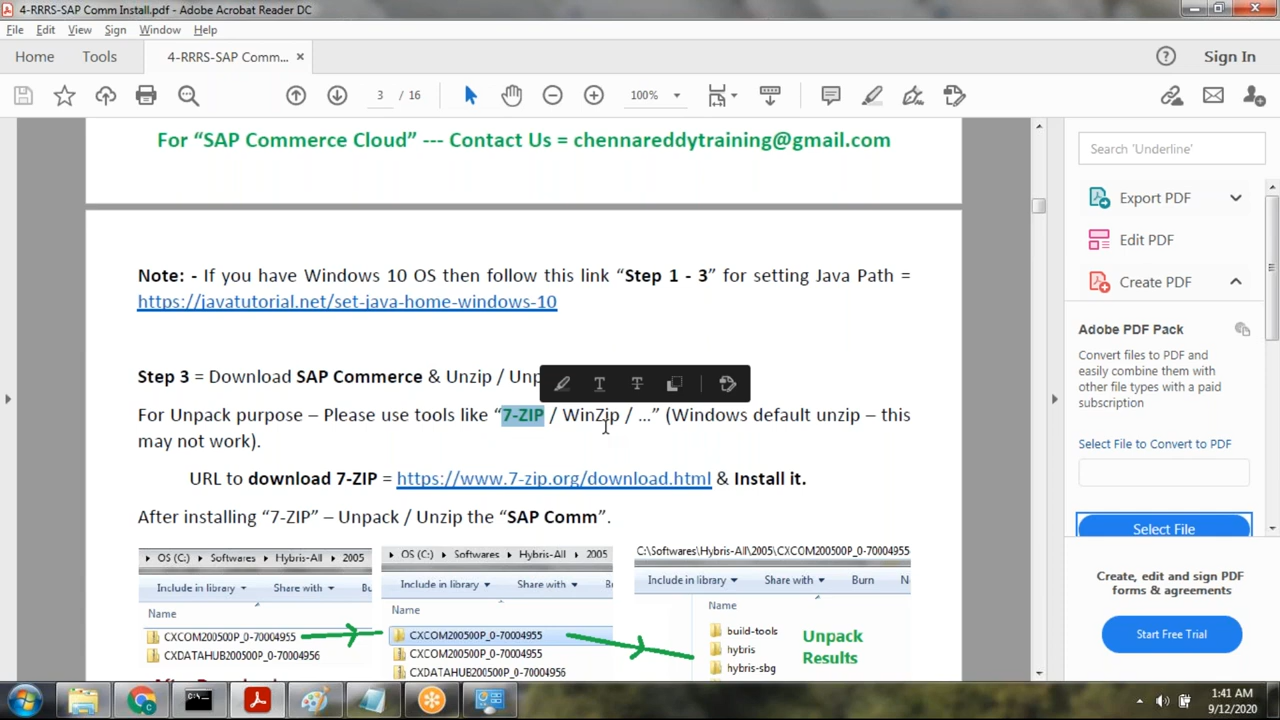 4-RRRS-SAP Comm Install.pdf - Adobe Acrobat Reader DC
File Edit View Sign Window Help
Home Tools 4-RRRS-SAP Comm... × Sign In
3 / 16 100%
For “SAP Commerce Cloud” --- Contact Us = chennareddytraining@gmail.com
Note: - If you have Windows 10 OS then follow this link “Step 1 - 3” for setting Java Path =
https://javatutorial.net/set-java-home-windows-10
Step 3 = Download SAP Commerce & Unzip / Unp
For Unpack purpose – Please use tools like “7-ZIP / WinZip / ...” (Windows default unzip – this
may not work).
URL to download 7-ZIP = https://www.7-zip.org/download.html & Install it.
After installing “7-ZIP” – Unpack / Unzip the “SAP Comm”.
OS (C:) Softwares Hybris-All 2005
Include in library Share with Bu
Name
CXCOM200500P_0-70004955
CXDATAHUB200500P_0-70004956
OS (C:) Softwares Hybris-All 2005
Include in library Share with
Name
CXCOM200500P_0-70004955
CXCOM200500P_0-70004955
CXDATAHUB200500P_0-70004956
C:\Softwares\Hybris-All\2005\CXCOM200500P_0-70004955
Include in library Share with Burn N
Name
build-tools
hybris
hybris-sbg
Unpack
Results
Search 'Underline'
Export PDF
Edit PDF
Create PDF
Adobe PDF Pack
Convert files to PDF and
easily combine them with
other file types with a paid
subscription
Select File to Convert to PDF
Select File
Create, edit and sign PDF
forms & agreements
Start Free Trial
1:41 AM
9/12/2020